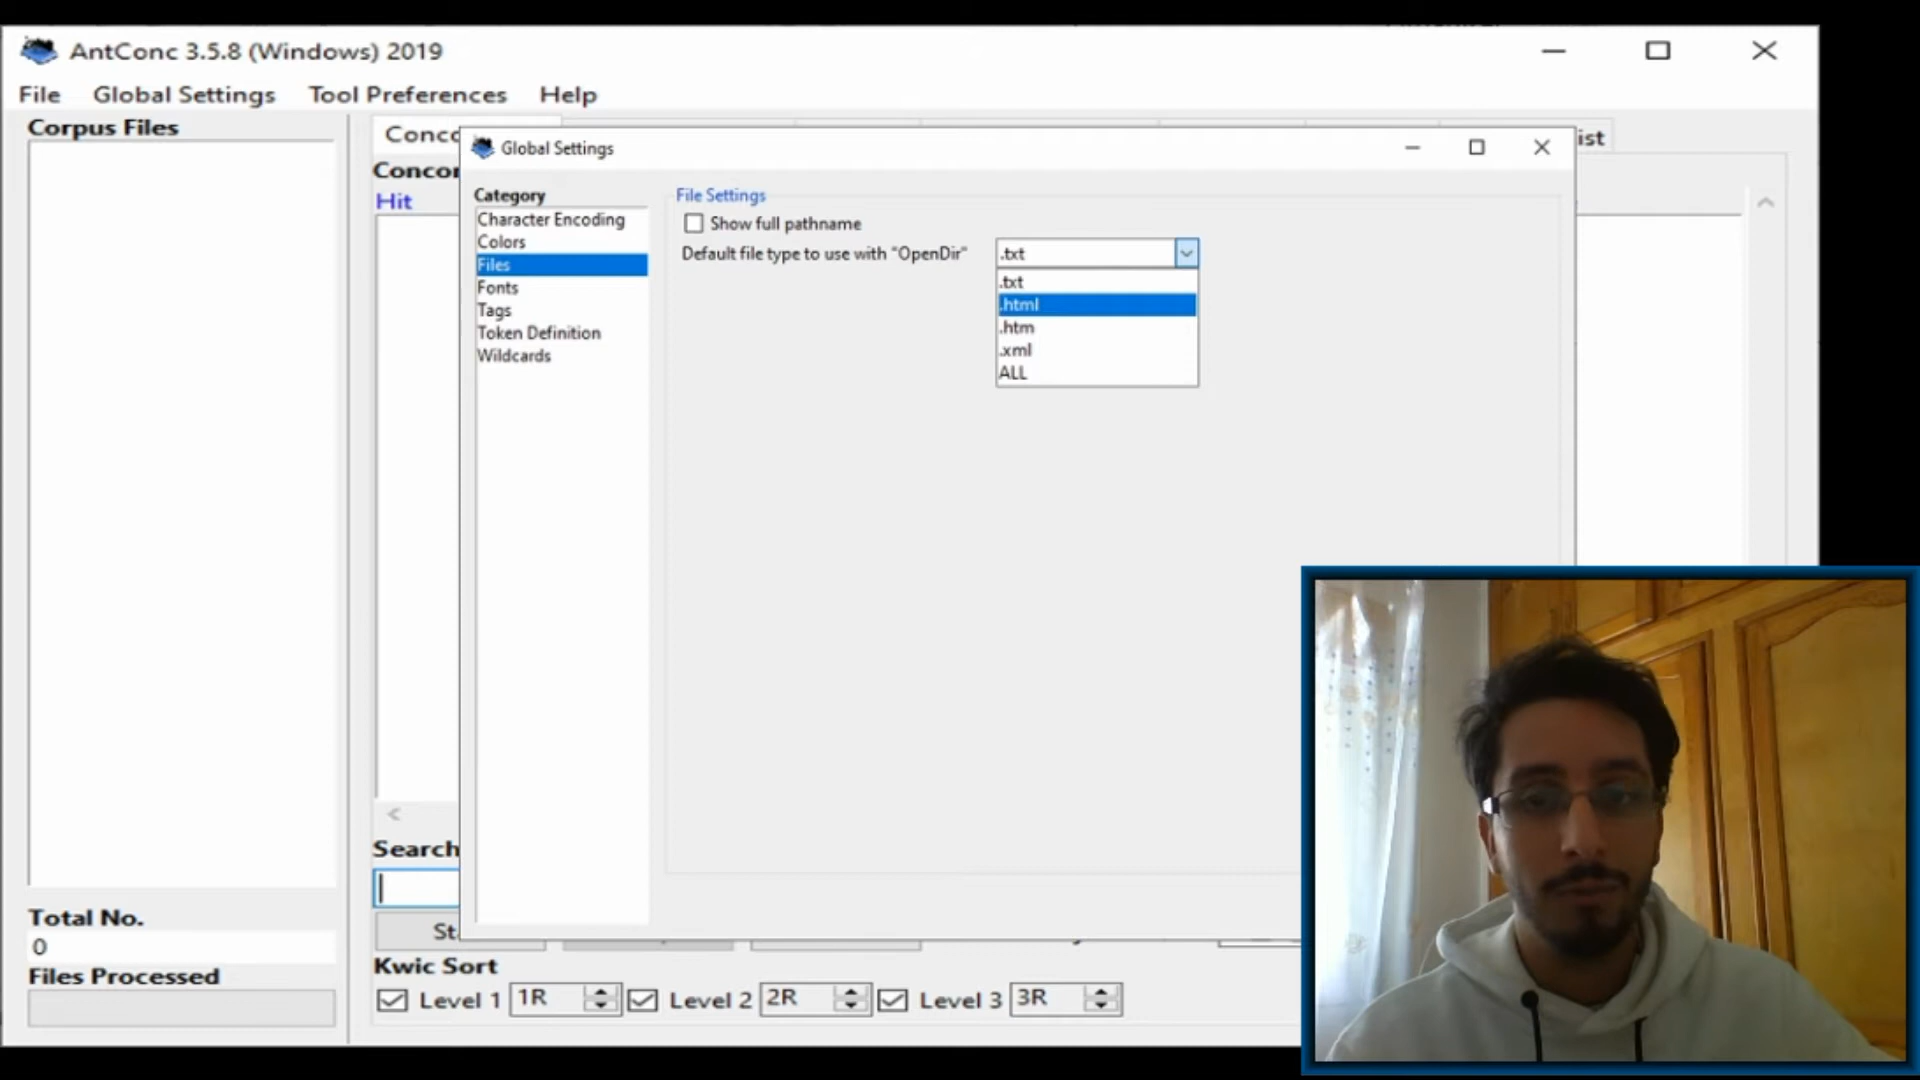 AntConc 3.5.8 (Windows) 2019
File Global Settings Tool Preferences Help
Corpus Files
Conco
ist
Global Settings
Concor
Hit
Category
Character Encoding
Colors
Files
Fonts
Tags
Token Definition
Wildcards
File Settings
Show full pathname
Default file type to use with "OpenDir" .txt
.txt
.html
.htm
.xml
ALL
Search
St
Total No.
0
Files Processed
Kwic Sort
Level 1 1R Level 2 2R Level 3 3R